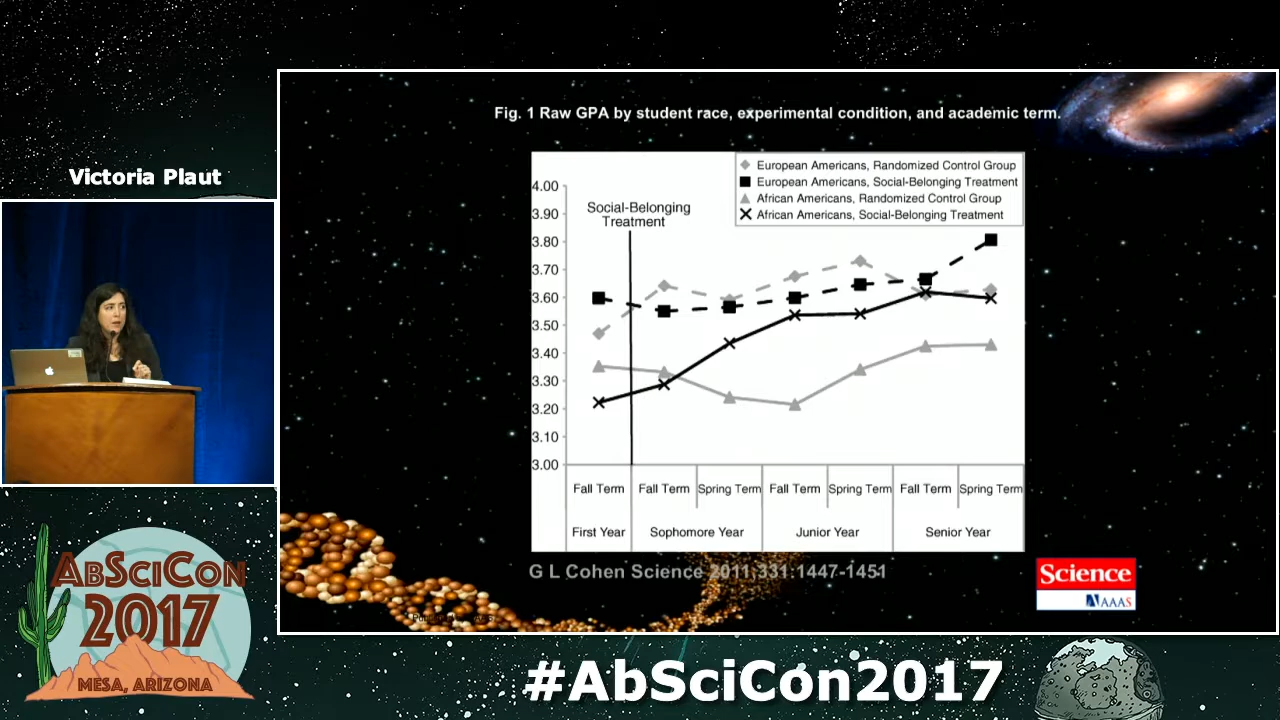 Fig. 1 Raw GPA by student race, experimental condition, and academic term.
Victoria Plaut
European Americans, Randomized Control Group
European Americans, Social-Belonging Treatment
African Americans, Randomized Control Group
African Americans, Social-Belonging Treatment
Social-Belonging
Treatment
4.00
3.90
3.80
3.70
3.60
3.50
3.40
3.30
3.20
3.10
3.00
Fall Term Fall Term Spring Term Fall Term Spring Term Fall Term Spring Term
First Year Sophomore Year Junior Year Senior Year
G L Cohen Science 2011;331:1447-1451
Science
AAAS
ABSCICON
2017
MESA, ARIZONA
#AbSciCon2017